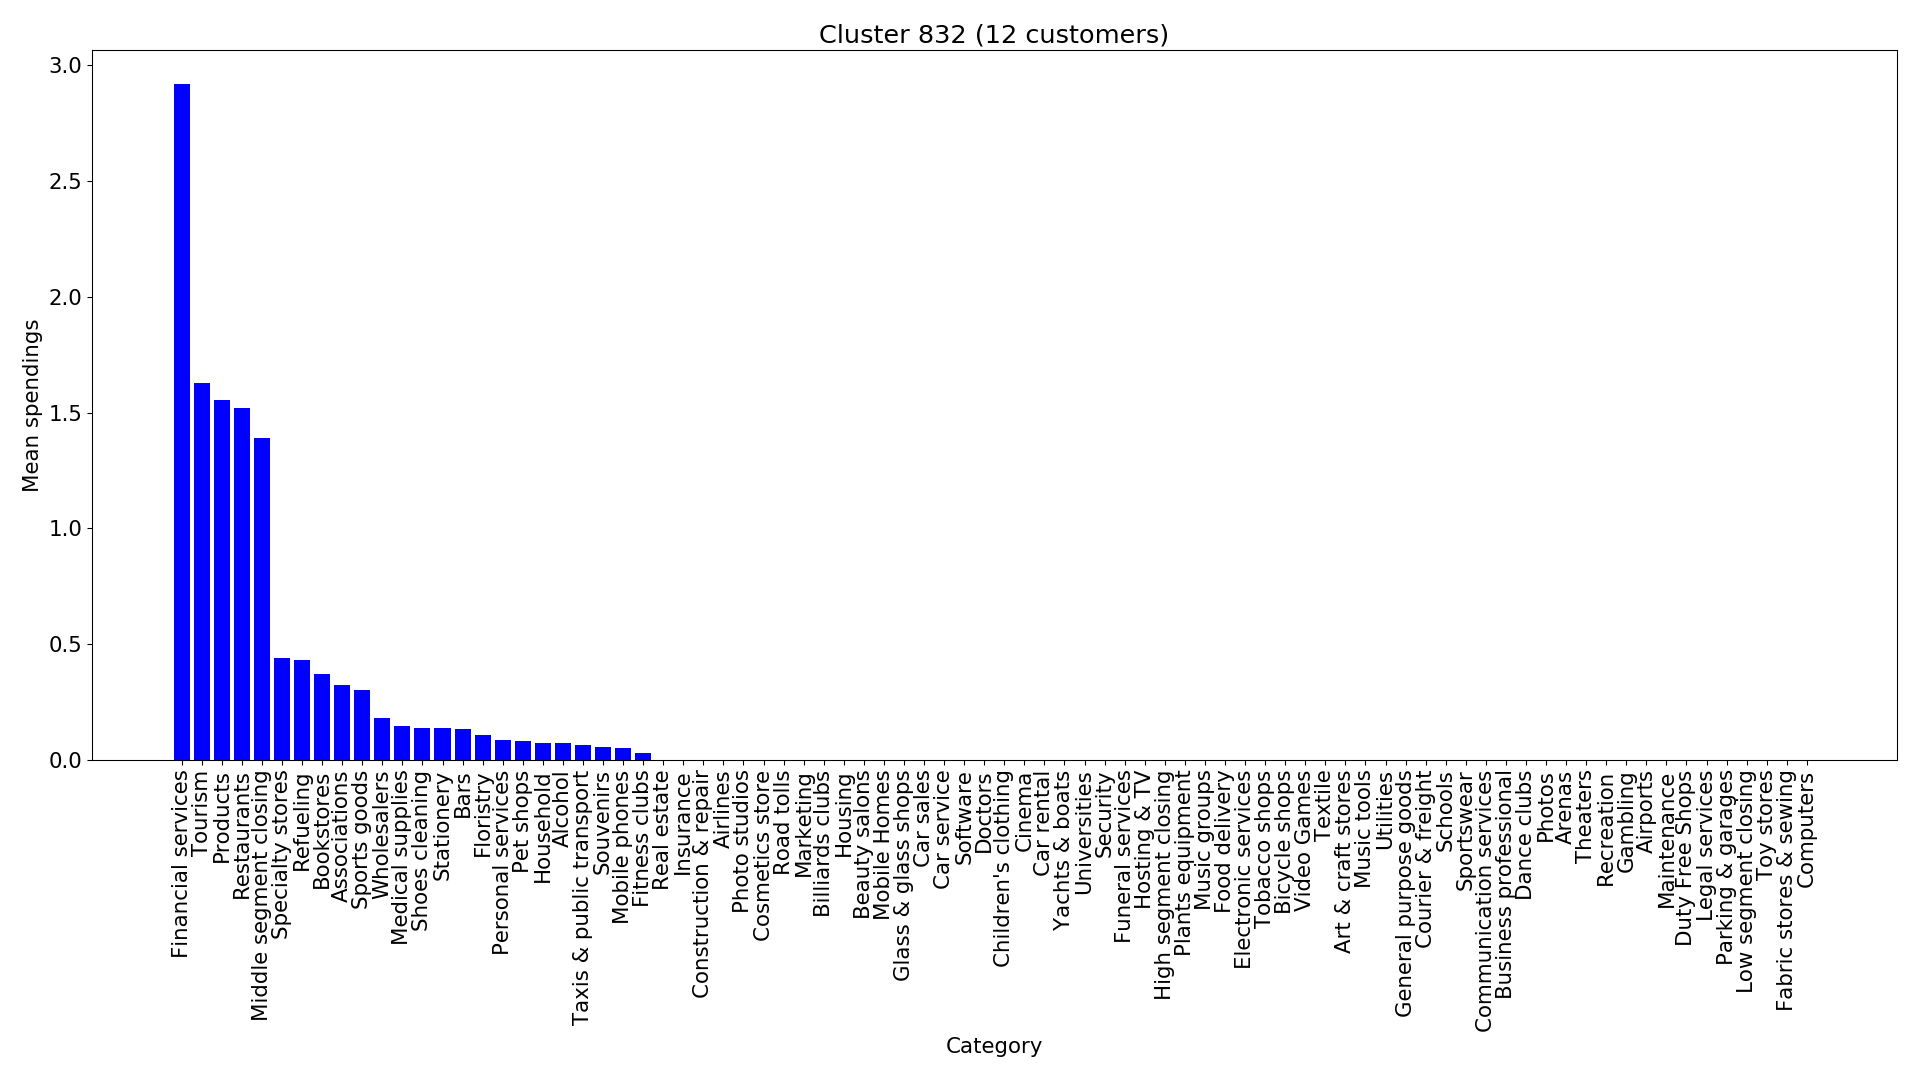 Cluster 832 (12 customers)
3.0
2.5
2.0
1.5
1.0
0.5
0.0
Mean spendings
Financial services
Tourism
Products
Restaurants
Middle segment closing
Specialty stores
Refueling
Bookstores
Associations
Sports goods
Wholesalers
Medical supplies
Shoes cleaning
Stationery
Bars
Floristry
Personal services
Pet shops
Household
Alcohol
Taxis & public transport
Souvenirs
Mobile phones
Fitness clubs
Real estate
Insurance
Construction & repair
Airlines
Photo studios
Cosmetics store
Road tolls
Marketing
Billiards clubs
Housing
Beauty salons
Mobile Homes
Glass & glass shops
Car sales
Car service
Software
Doctors
Children's clothing
Cinema
Car rental
Yachts & boats
Universities
Security
Funeral services
Hosting & TV
High segment closing
Plants equipment
Music groups
Food delivery
Electronic services
Tobacco shops
Bicycle shops
Video Games
Textile
Art & craft stores
Music tools
Utilities
General purpose goods
Courier & freight
Schools
Sportswear
Communication services
Business professional
Dance clubs
Photos
Arenas
Theaters
Recreation
Gambling
Airports
Maintenance
Duty Free Shops
Legal services
Parking & garages
Low segment closing
Toy stores
Fabric stores & sewing
Computers
Category